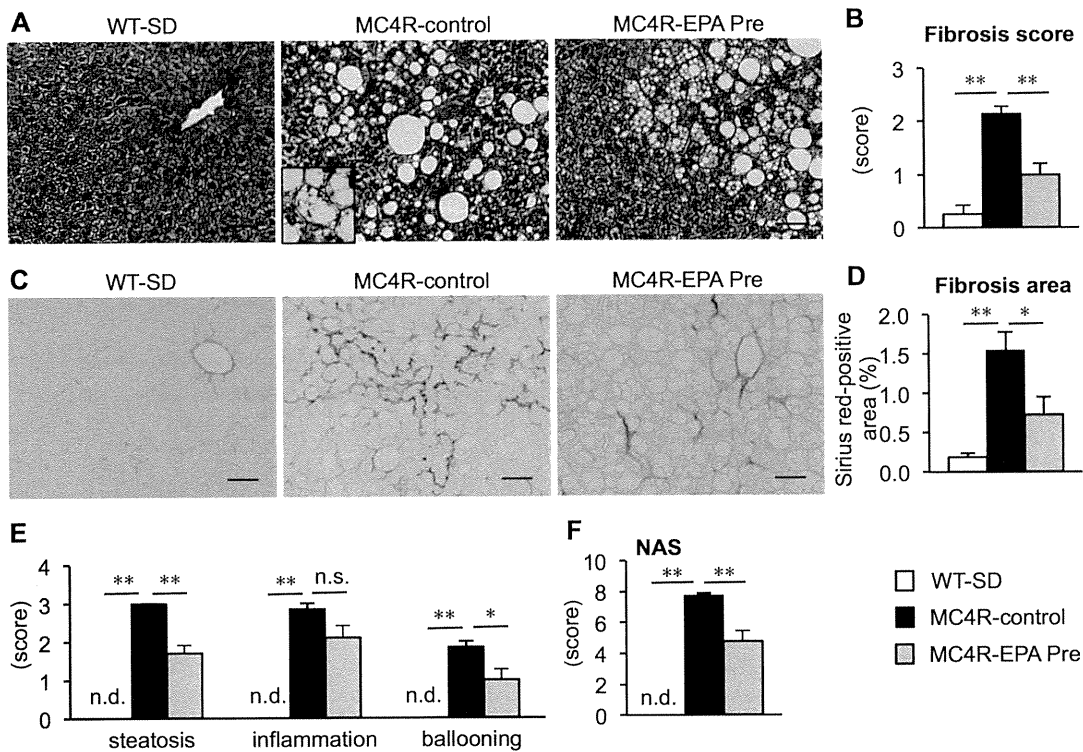 A
WT-SD
MC4R-control
MC4R-EPA Pre
B
Fibrosis score
** **
(score)
3
2
1
0
C
WT-SD
MC4R-control
MC4R-EPA Pre
D
Fibrosis area
** *
Sirius red-positive
area (%)
2.0
1.5
1.0
0.5
0.0
E
(score)
4
3
2
1
0
** **
n.d.
steatosis
** n.s.
n.d.
inflammation
** *
n.d.
ballooning
F
NAS
(score)
10
8
6
4
2
0
** **
n.d.
WT-SD
MC4R-control
MC4R-EPA Pre